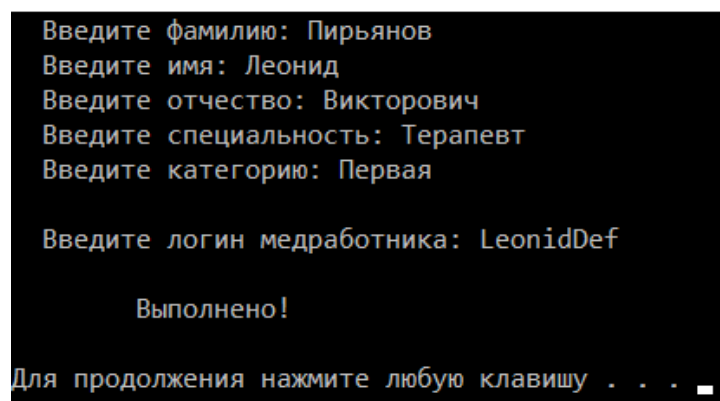 Введите фамилию: Пирьянов
Введите имя: Леонид
Введите отчество: Викторович
Введите специальность: Терапевт
Введите категорию: Первая
Введите логин медработника: LeonidDef
Выполнено!
Для продолжения нажмите любую клавишу . . .